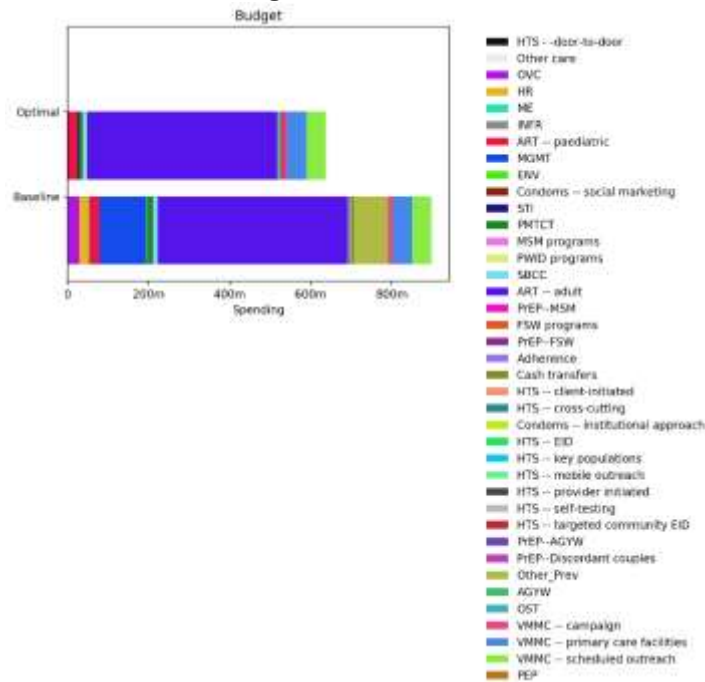 Budget
Optimal
Baseline
0
200m
400m
600m
800m
Spending
HTS - -door-to-door
Other care
OVC
HR
ME
INFR
ART -- paediatric
MGMT
ENV
Condoms -- social marketing
STI
PMTCT
MSM programs
PWID programs
SBCC
ART -- adult
PrEP--MSM
FSW programs
PrEP--FSW
Adherence
Cash transfers
HTS -- client-initiated
HTS -- cross-cutting
Condoms -- institutional approach
HTS -- EID
HTS -- key populations
HTS -- mobile outreach
HTS -- provider initiated
HTS -- self-testing
HTS -- targeted community EID
PrEP--AGYW
PrEP--Discordant couples
Other_Prev
AGYW
OST
VMMC -- campaign
VMMC -- primary care facilities
VMMC -- scheduled outreach
PEP